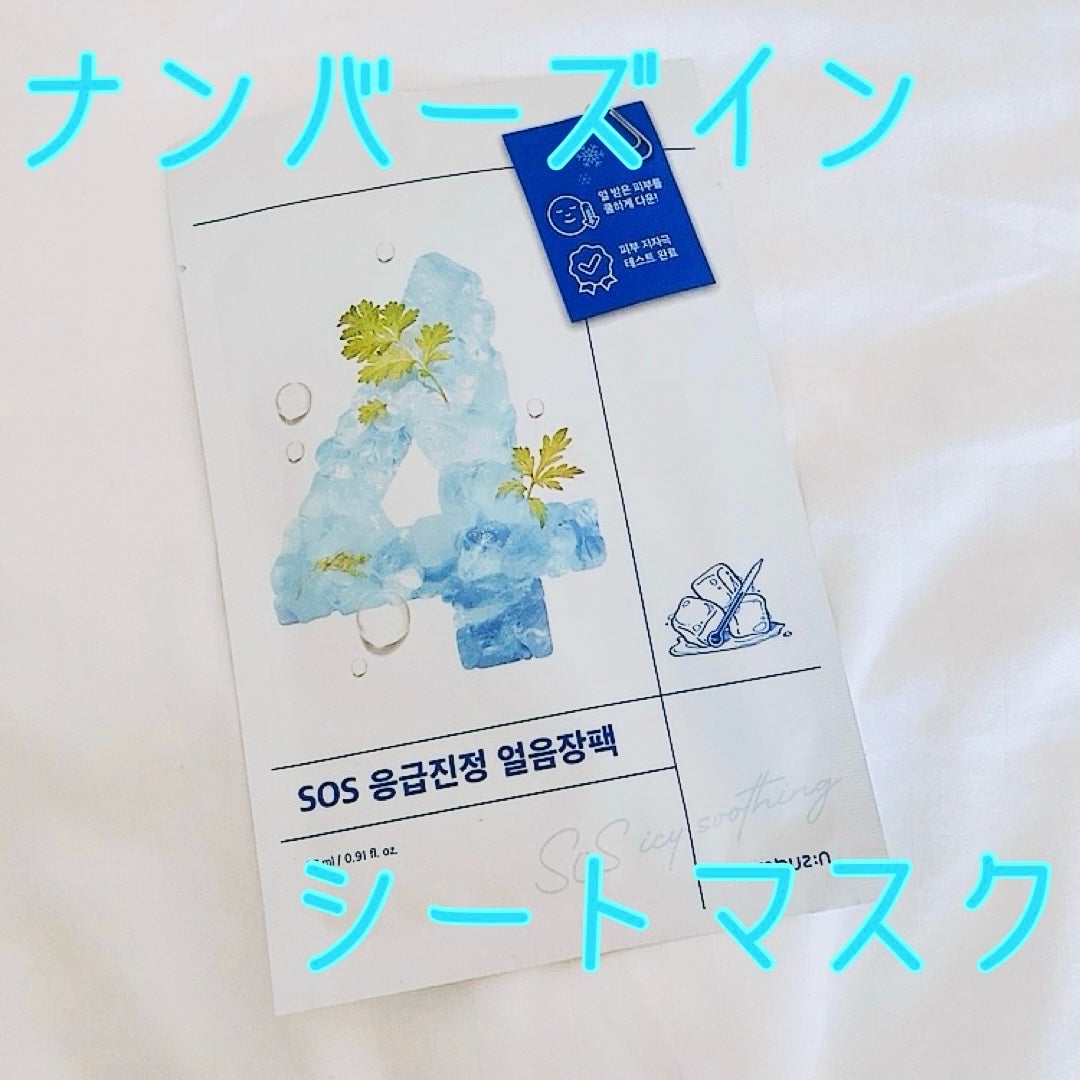 ナンバーズイン
열 받은 피부를
쿨하게 다운!
피부 저자극
테스트 완료
SOS 응급진정 얼음장팩
ml / 0.91 fl. oz.
SOS icy soothing
シートマスク